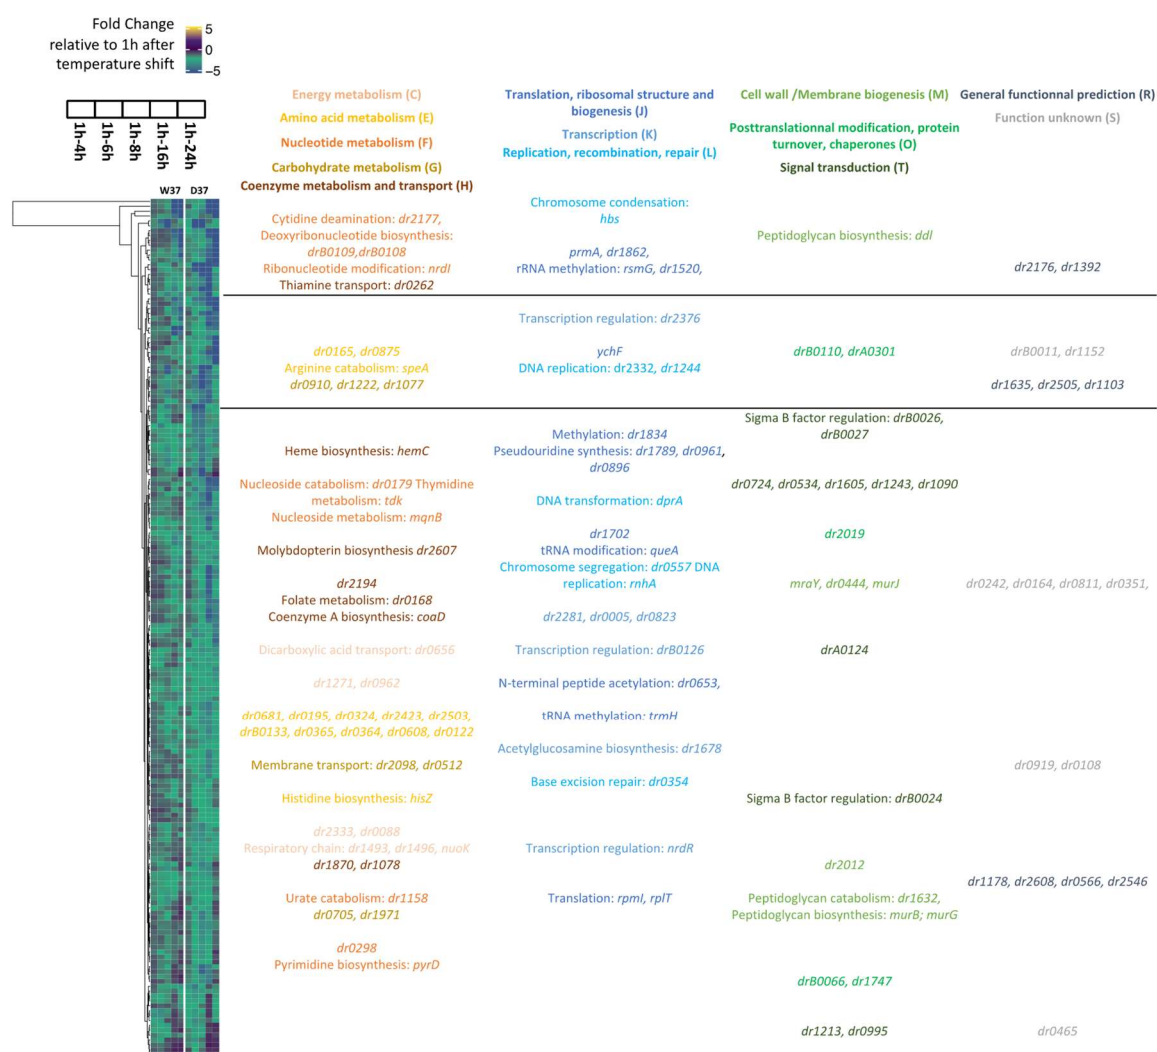 Fold Change
relative to 1h after
temperature shift
5
0
−5
1h-4h
1h-6h
1h-8h
1h-16h
1h-24h
W37 D37
Energy metabolism (C)
Amino acid metabolism (E)
Nucleotide metabolism (F)
Carbohydrate metabolism (G)
Coenzyme metabolism and transport (H)
Translation, ribosomal structure and
biogenesis (J)
Transcription (K)
Replication, recombination, repair (L)
Cell wall /Membrane biogenesis (M)
Posttranslationnal modification, protein
turnover, chaperones (O)
Signal transduction (T)
General functionnal prediction (R)
Function unknown (S)
Cytidine deamination: dr2177,
Deoxyribonucleotide biosynthesis:
drB0109,drB0108
Ribonucleotide modification: nrdI
Thiamine transport: dr0262
Chromosome condensation:
hbs
prmA, dr1862,
rRNA methylation: rsmG, dr1520,
Peptidoglycan biosynthesis: ddl
dr2176, dr1392
dr0165, dr0875
Arginine catabolism: speA
dr0910, dr1222, dr1077
Transcription regulation: dr2376
ychF
DNA replication: dr2332, dr1244
drB0110, drA0301
drB0011, dr1152
dr1635, dr2505, dr1103
Heme biosynthesis: hemC
Nucleoside catabolism: dr0179 Thymidine
metabolism: tdk
Nucleoside metabolism: mqnB
Molybdopterin biosynthesis dr2607
dr2194
Folate metabolism: dr0168
Coenzyme A biosynthesis: coaD
Dicarboxylic acid transport: dr0656
dr1271, dr0962
dr0681, dr0195, dr0324, dr2423, dr2503,
drB0133, dr0365, dr0364, dr0608, dr0122
Membrane transport: dr2098, dr0512
Histidine biosynthesis: hisZ
dr2333, dr0088
Respiratory chain: dr1493, dr1496, nuoK
dr1870, dr1078
Urate catabolism: dr1158
dr0705, dr1971
dr0298
Pyrimidine biosynthesis: pyrD
Methylation: dr1834
Pseudouridine synthesis: dr1789, dr0961,
dr0896
DNA transformation: dprA
dr1702
tRNA modification: queA
Chromosome segregation: dr0557 DNA
replication: rnhA
dr2281, dr0005, dr0823
Transcription regulation: drB0126
N-terminal peptide acetylation: dr0653,
tRNA methylation: trmH
Acetylglucosamine biosynthesis: dr1678
Base excision repair: dr0354
Transcription regulation: nrdR
Translation: rpmI, rplT
Sigma B factor regulation: drB0026,
drB0027
dr0724, dr0534, dr1605, dr1243, dr1090
dr2019
mraY, dr0444, murJ
drA0124
Sigma B factor regulation: drB0024
dr2012
Peptidoglycan catabolism: dr1632,
Peptidoglycan biosynthesis: murB; murG
drB0066, dr1747
dr1213, dr0995
dr0242, dr0164, dr0811, dr0351,
dr0919, dr0108
dr1178, dr2608, dr0566, dr2546
dr0465